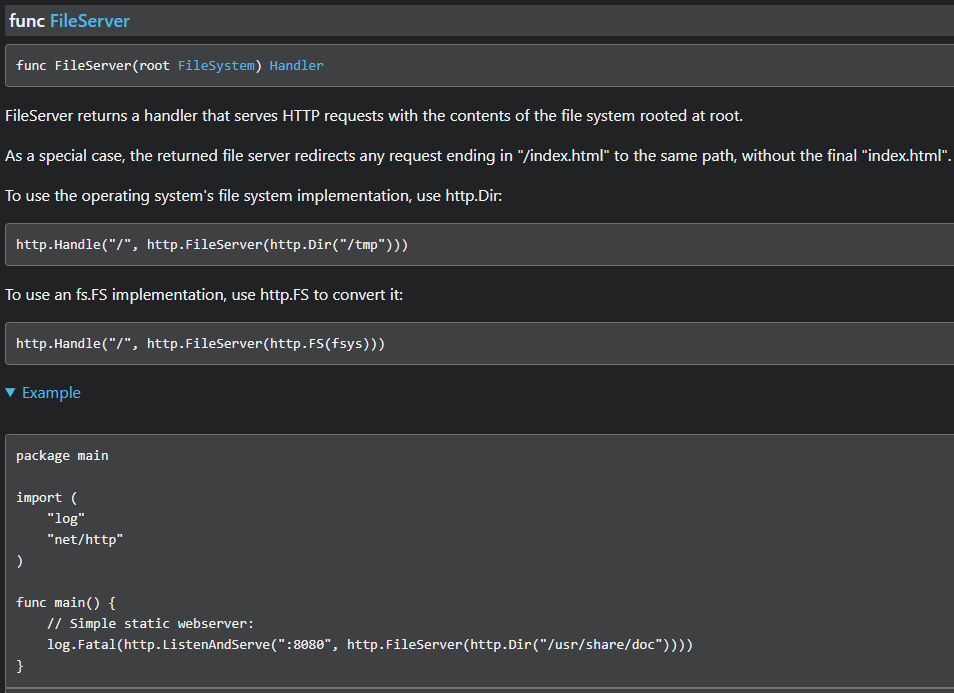 func FileServer
func FileServer(root FileSystem) Handler
FileServer returns a handler that serves HTTP requests with the contents of the file system rooted at root.
As a special case, the returned file server redirects any request ending in "/index.html" to the same path, without the final "index.html".
To use the operating system's file system implementation, use http.Dir:
http.Handle("/", http.FileServer(http.Dir("/tmp")))
To use an fs.FS implementation, use http.FS to convert it:
http.Handle("/", http.FileServer(http.FS(fsys)))
▼ Example
package main
import (
    "log"
    "net/http"
)
func main() {
    // Simple static webserver:
    log.Fatal(http.ListenAndServe(":8080", http.FileServer(http.Dir("/usr/share/doc"))))
}